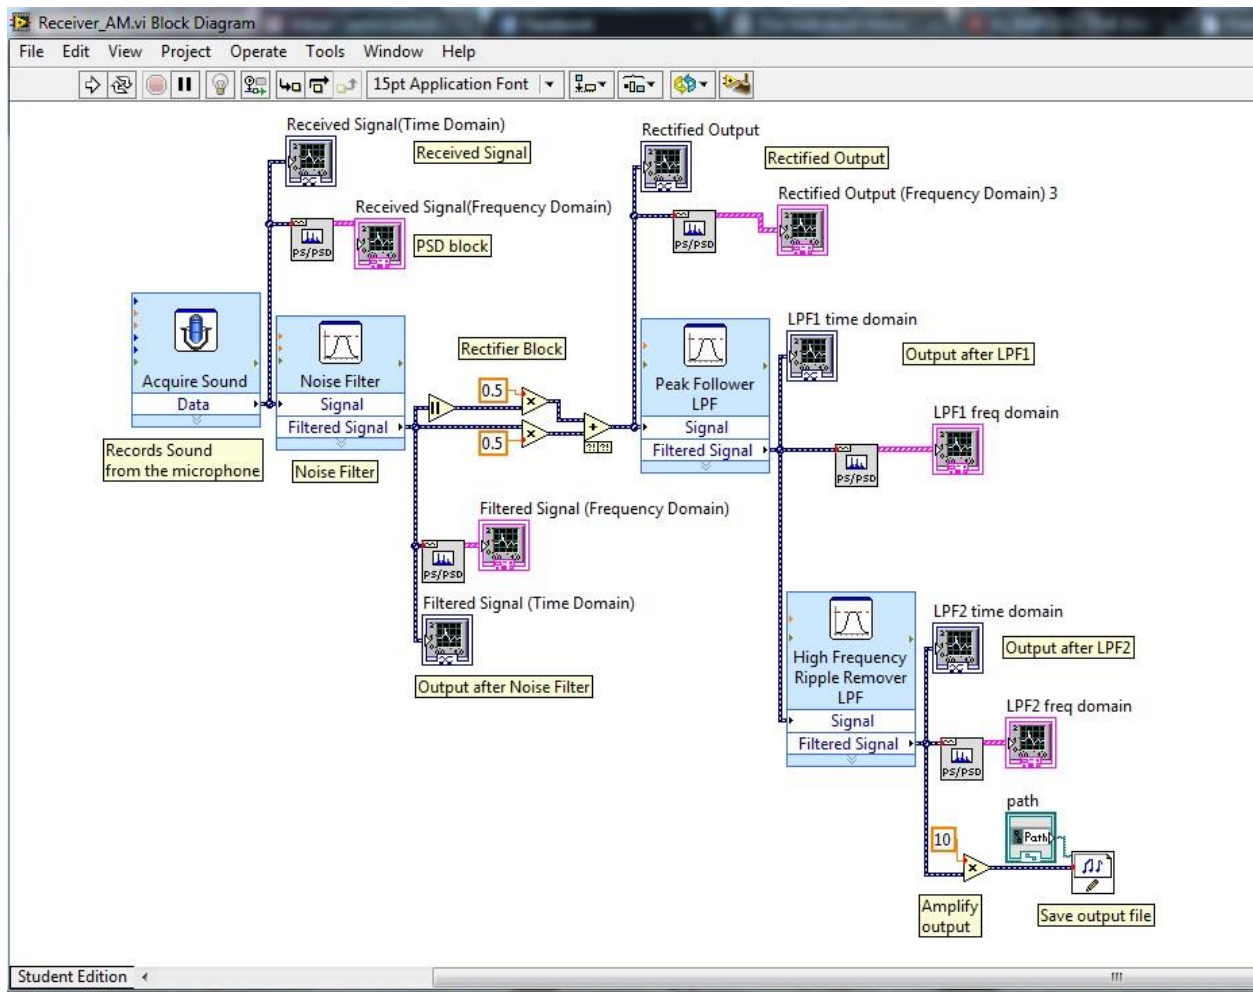 Receiver_AM.vi Block Diagram
File Edit View Project Operate Tools Window Help
15pt Application Font
Received Signal(Time Domain)
Received Signal
Received Signal(Frequency Domain)
PS/PSD
PSD block
Acquire Sound
Data
Records Sound
from the microphone
Noise Filter
Signal
Filtered Signal
Noise Filter
Rectifier Block
0.5
0.5
Filtered Signal (Frequency Domain)
PS/PSD
Filtered Signal (Time Domain)
Output after Noise Filter
Rectified Output
Rectified Output
Rectified Output (Frequency Domain) 3
PS/PSD
Peak Follower
LPF
Signal
Filtered Signal
LPF1 time domain
Output after LPF1
LPF1 freq domain
PS/PSD
High Frequency
Ripple Remover
LPF
Signal
Filtered Signal
LPF2 time domain
Output after LPF2
LPF2 freq domain
PS/PSD
path
Path
10
Amplify
output
Save output file
Student Edition